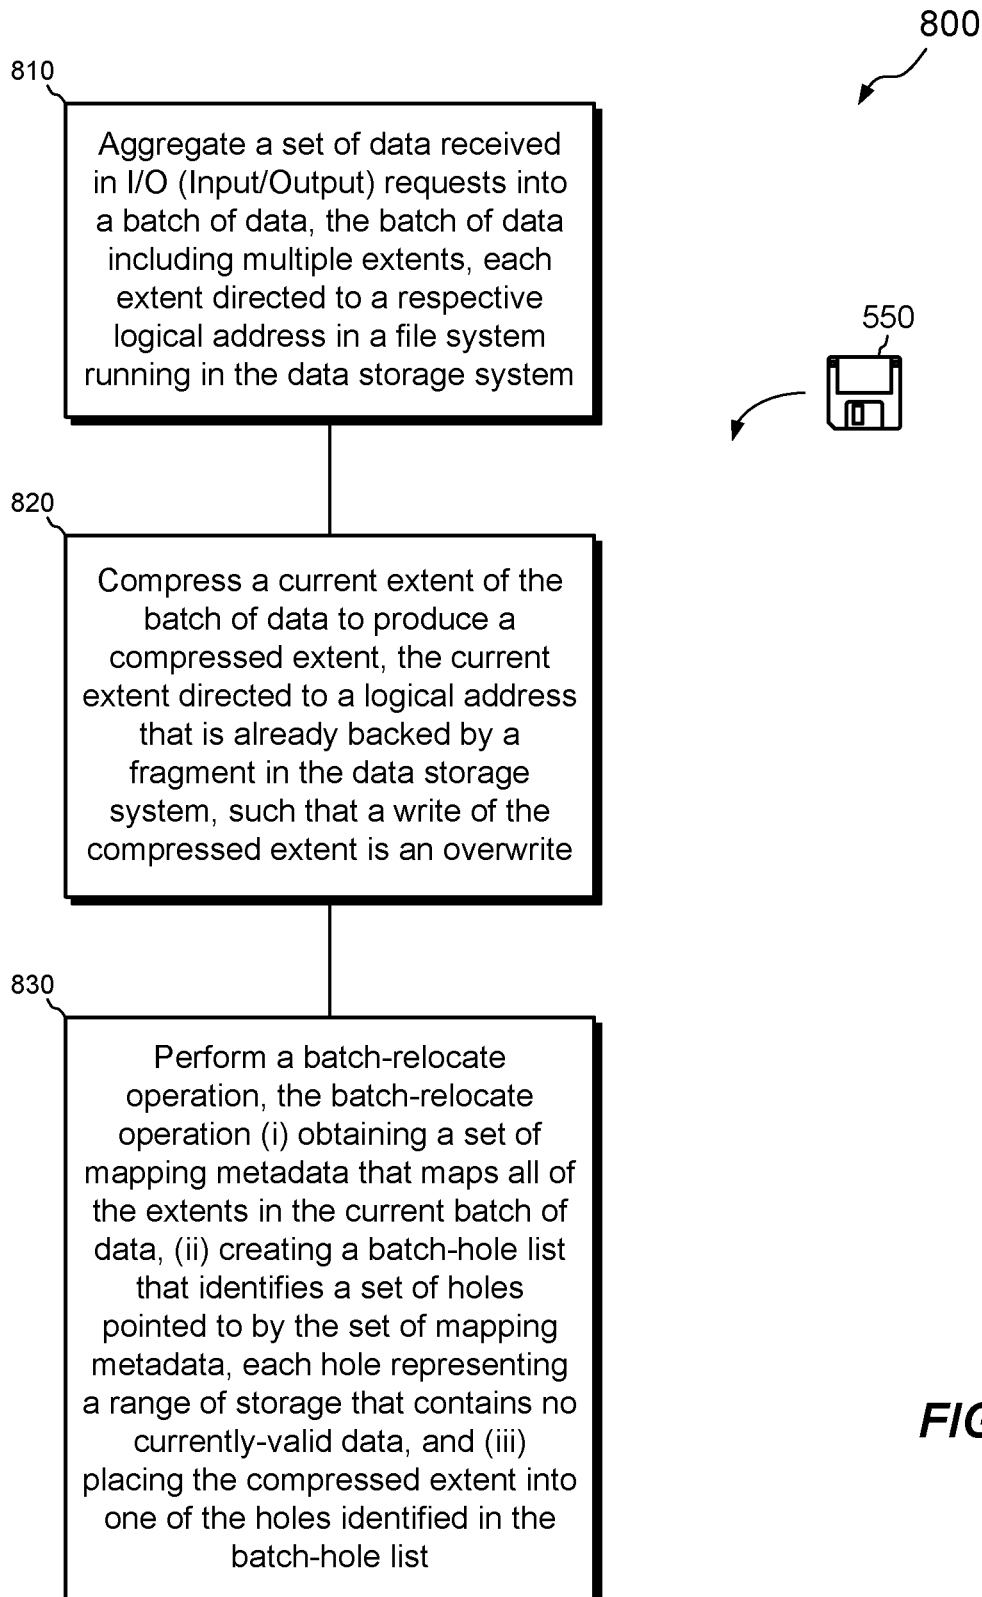 800
810
Aggregate a set of data received
in I/O (Input/Output) requests into
a batch of data, the batch of data
including multiple extents, each
extent directed to a respective
logical address in a file system
running in the data storage system
550
820
Compress a current extent of the
batch of data to produce a
compressed extent, the current
extent directed to a logical address
that is already backed by a
fragment in the data storage
system, such that a write of the
compressed extent is an overwrite
830
Perform a batch-relocate
operation, the batch-relocate
operation (i) obtaining a set of
mapping metadata that maps all of
the extents in the current batch of
data, (ii) creating a batch-hole list
that identifies a set of holes
pointed to by the set of mapping
metadata, each hole representing
a range of storage that contains no
currently-valid data, and (iii)
placing the compressed extent into
one of the holes identified in the
batch-hole list
FIG